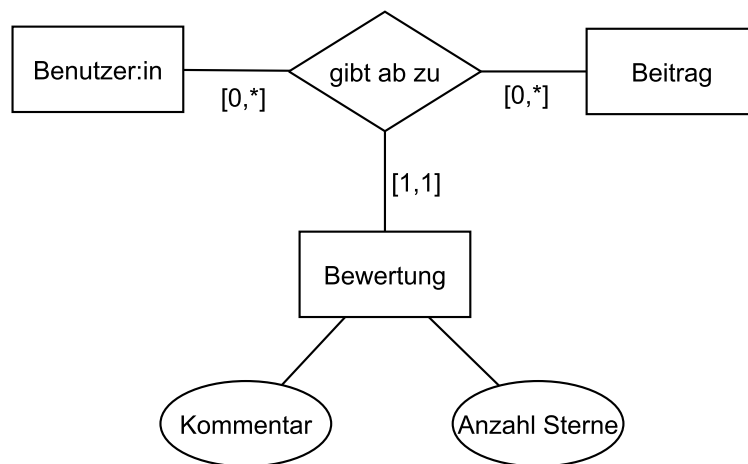 Benutzer:in
gibt ab zu
Beitrag
[0,*]
[0,*]
[1,1]
Bewertung
Kommentar
Anzahl Sterne